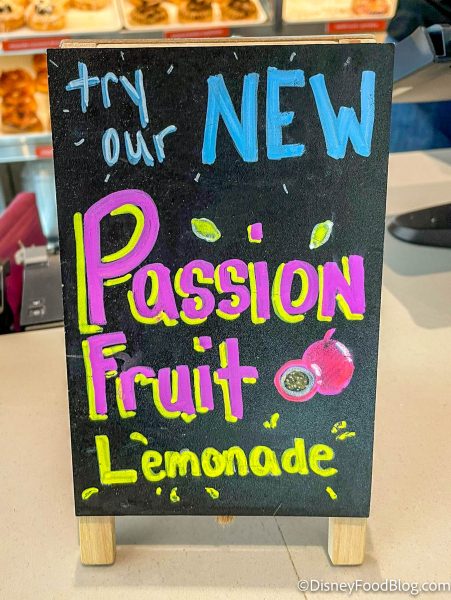 try
our NEW
Passion
Fruit
Lemonade
©DisneyFoodBlog.com